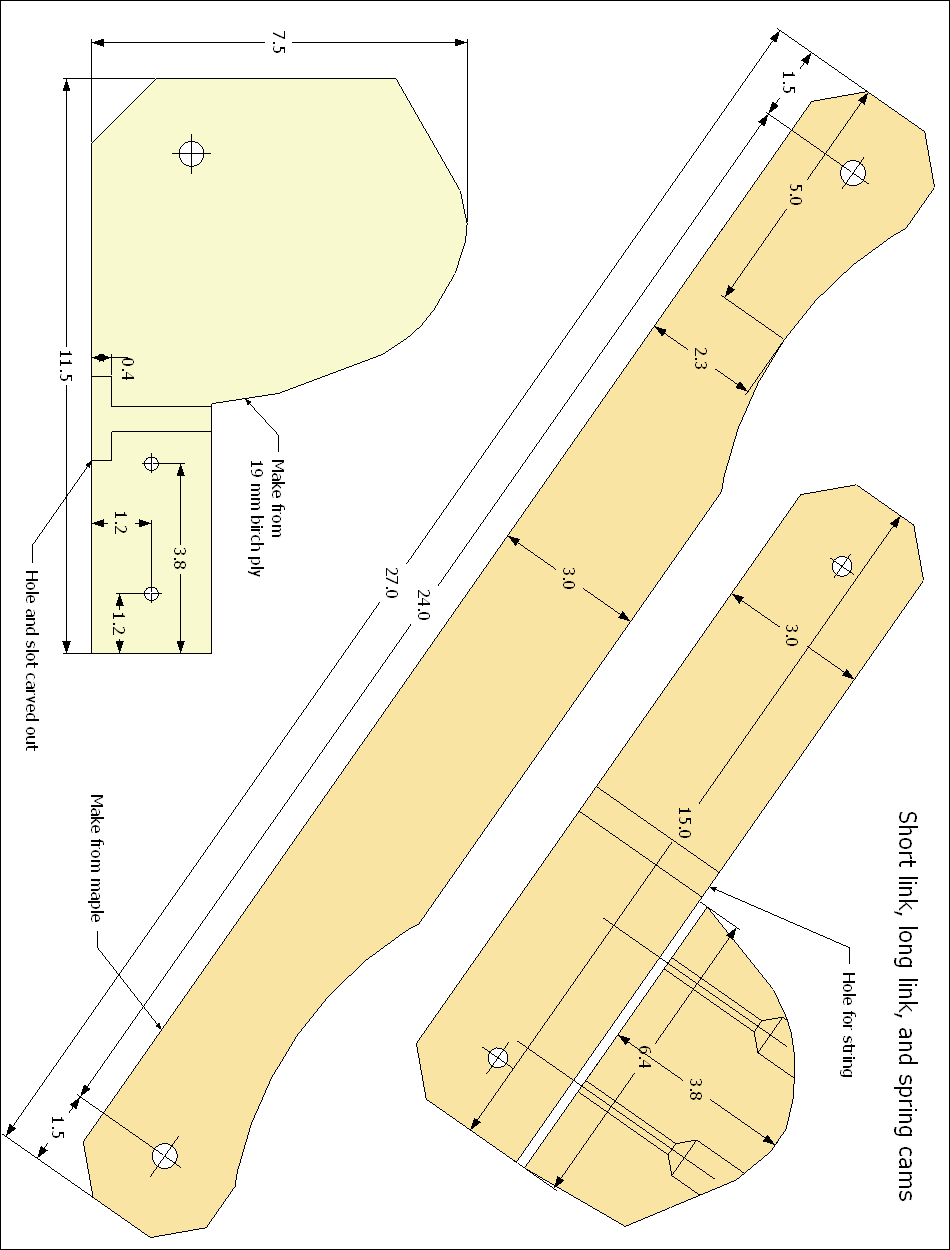 Short link, long link, and spring cams
Hole for string
15.0
3.0
6.4
3.8
1.5
5.0
2.3
3.0
24.0
27.0
1.5
Make from maple
7.5
Make from
19 mm birch ply
0.4
11.5
1.2
3.8
1.2
Hole and slot carved out